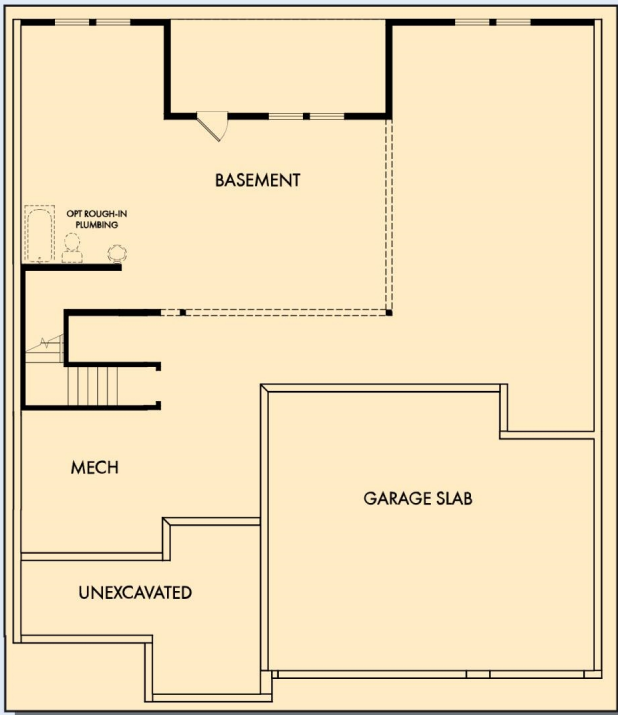 BASEMENT
OPT ROUGH-IN
PLUMBING
MECH
GARAGE SLAB
UNEXCAVATED